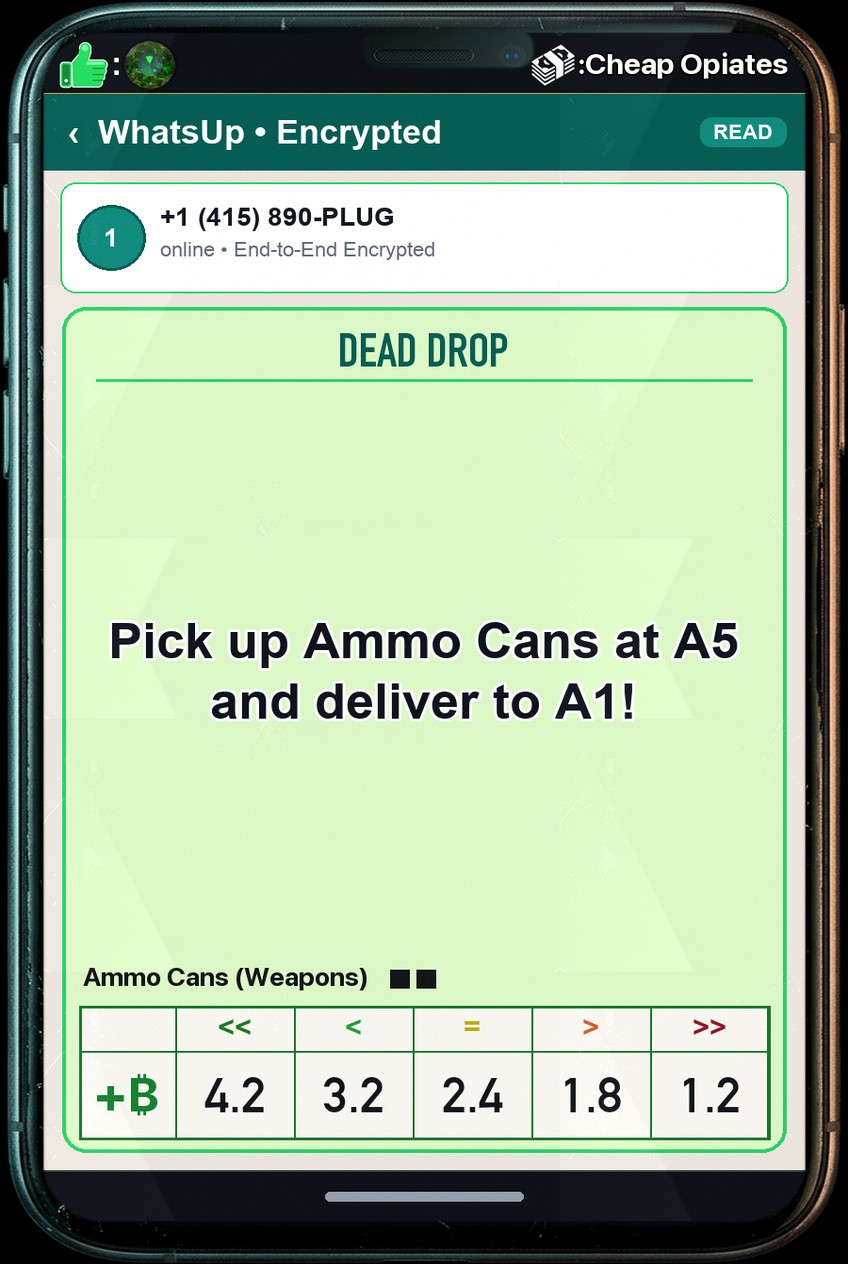 : :Cheap Opiates
‹ WhatsUp • Encrypted READ
1 +1 (415) 890-PLUG
online • End-to-End Encrypted
DEAD DROP
Pick up Ammo Cans at A5
and deliver to A1!
Ammo Cans (Weapons)
<< < = > >>
+₿ 4.2 3.2 2.4 1.8 1.2